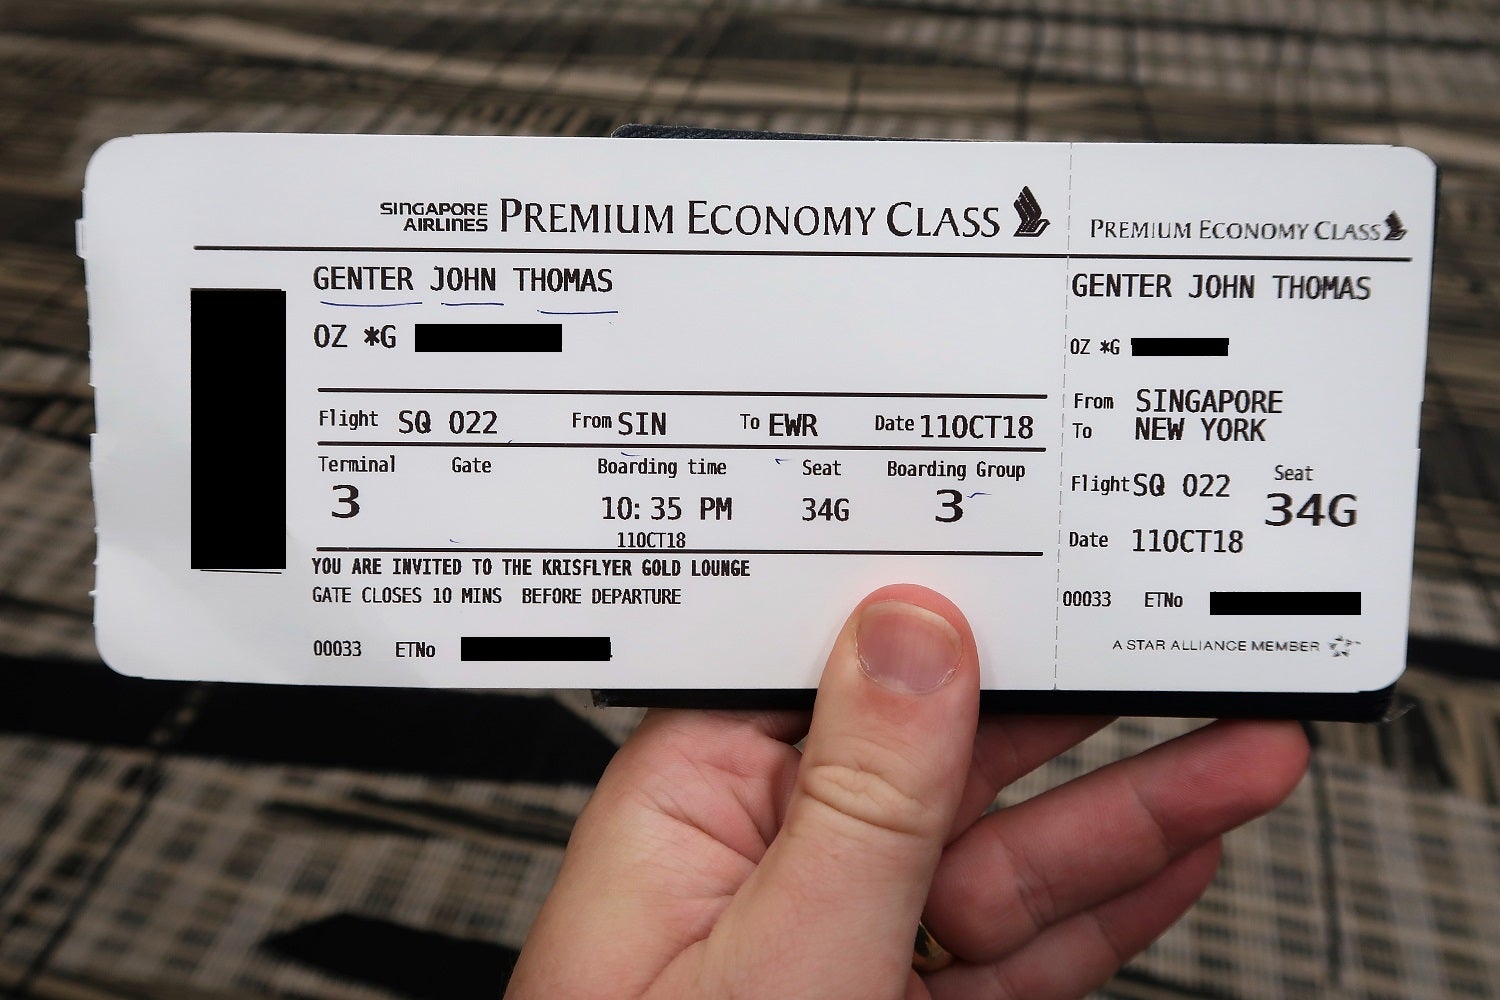 SINGAPORE AIRLINES PREMIUM ECONOMY CLASS
GENTER JOHN THOMAS
OZ *G
Flight SQ 022 From SIN To EWR Date 11OCT18
Terminal Gate Boarding time Seat Boarding Group
3 10:35 PM 34G 3
11OCT18
YOU ARE INVITED TO THE KRISFLYER GOLD LOUNGE
GATE CLOSES 10 MINS BEFORE DEPARTURE
00033 ETNo
PREMIUM ECONOMY CLASS
GENTER JOHN THOMAS
OZ *G
From SINGAPORE
To NEW YORK
Flight SQ 022 Seat 34G
Date 11OCT18
00033 ETNo
A STAR ALLIANCE MEMBER